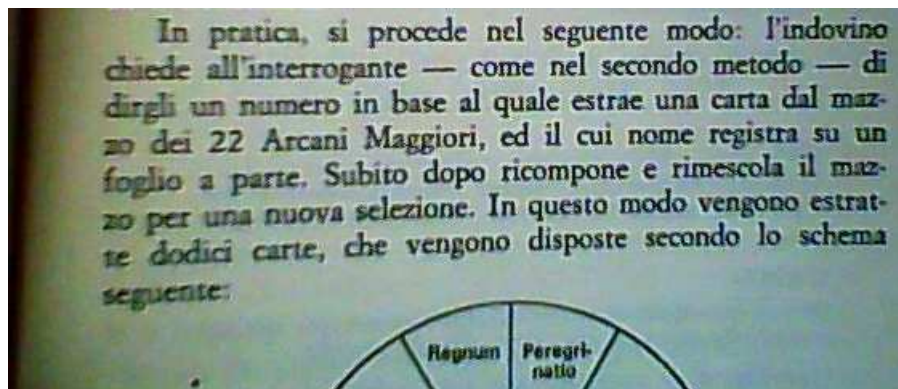 In pratica, si procede nel seguente modo: l'indovino
chiede all'interrogante — come nel secondo metodo — di
dirgli un numero in base al quale estrae una carta dal maz-
zo dei 22 Arcani Maggiori, ed il cui nome registra su un
foglio a parte. Subito dopo ricompone e rimescola il maz-
zo per una nuova selezione. In questo modo vengono estrat-
te dodici carte, che vengono disposte secondo lo schema
seguente:
Regnum
Peregri-
natio